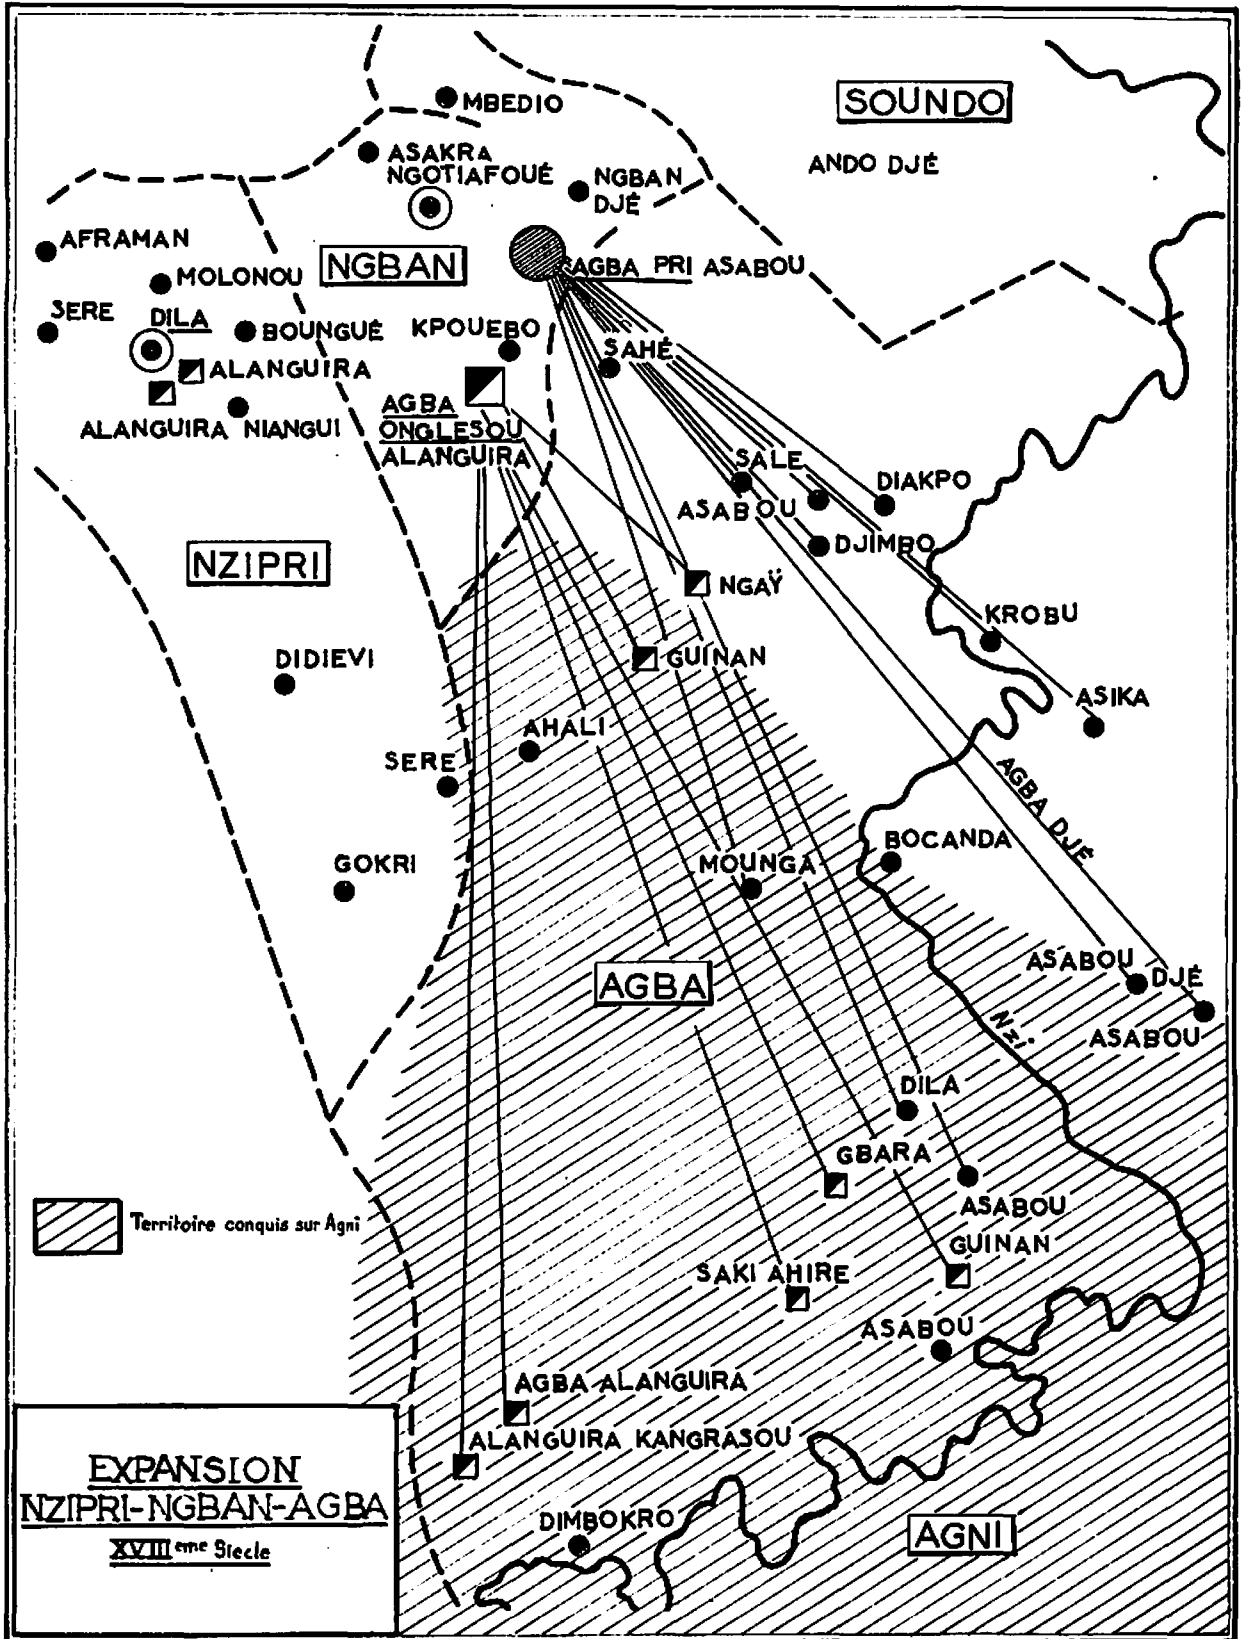 SOUNDO
MBEDIO
ANDO DJÉ
ASAKRA
NGOTIAFOUÉ
NGBAN
DJÉ
AFRAMAN
NGBAN
AGBA PRI ASABOU
MOLONOU
SERE
DILA
BOUNGUÉ
KPOUEBO
SAHÉ
ALANGUIRA
AGBA
ONGLESOU
ALANGUIRA
ALANGUIRA NIANGUI
SALE
DIAKPO
ASABOU
DJIMBO
NZIPRI
NGAŸ
KROBU
DIDIEVI
GUINAN
ASIKA
AHALI
SERE
AGBA DJÉ
GOKRI
MOUNGA
BOCANDA
AGBA
ASABOU
DJÉ
ASABOU
Nzi
DILA
GBARA
ASABOU
Territoire conquis sur Agni
GUINAN
SAKI AHIRE
ASABOU
AGBA ALANGUIRA
ALANGUIRA KANGRASOU
DIMBOKRO
AGNI
EXPANSION
NZIPRI-NGBAN-AGBA
XVIII eme Siecle